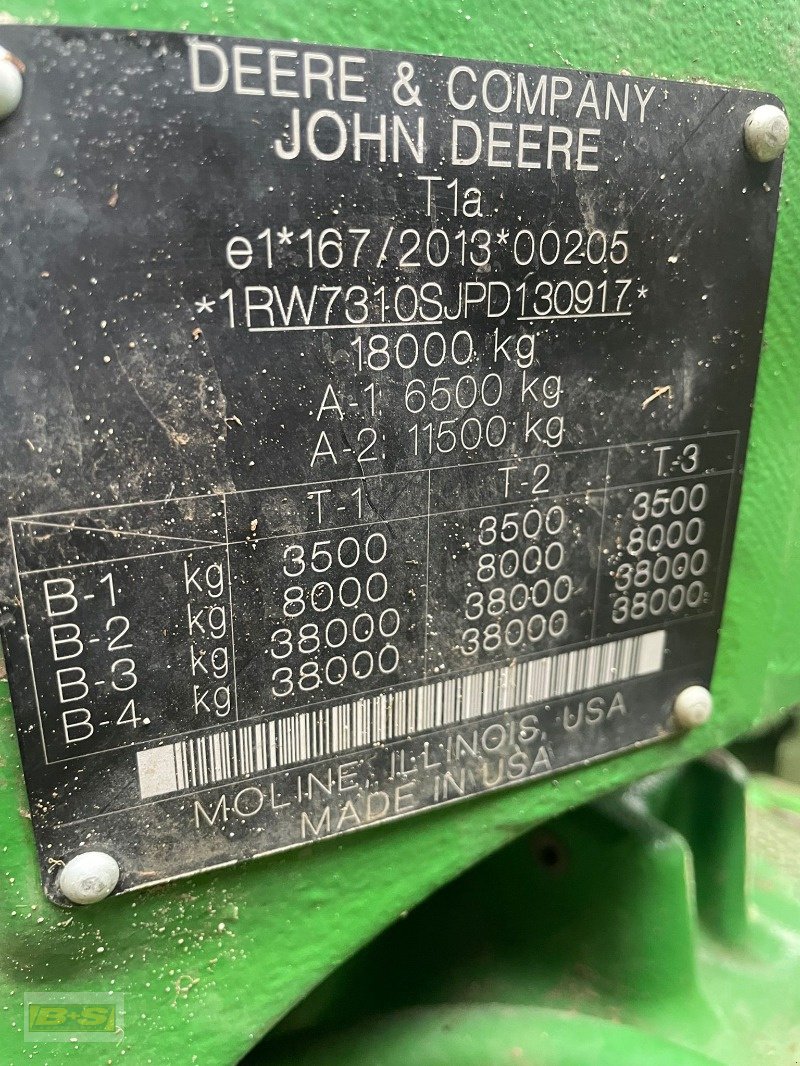 DEERE & COMPANY
JOHN DEERE
T1a
e1*167/2013*00205
*1RW7310SJPD130917*
18000 kg
A-1 6500 kg
A-2 11500 kg
T-1 T-2 T-3
B-1 kg 3500 3500 3500
B-2 kg 8000 8000 8000
B-3 kg 38000 38000 38000
B-4 kg 38000 38000 38000
MOLINE, ILLINOIS, USA
MADE IN USA
B+S